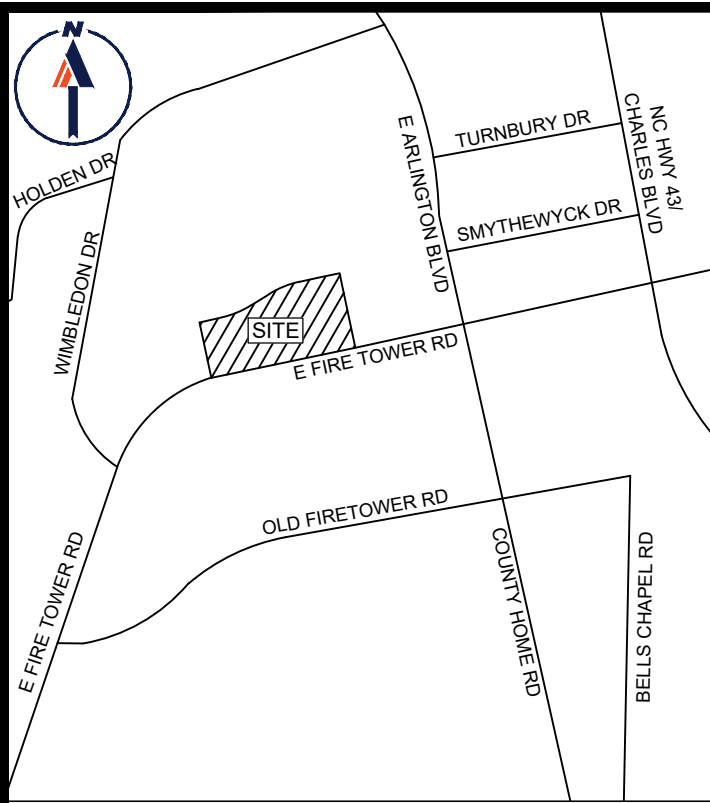 N
HOLDEN DR
WIMBLEDON DR
E ARLINGTON BLVD
TURNBURY DR
NC HWY 43/
CHARLES BLVD
SMYTHEWYCK DR
SITE
E FIRE TOWER RD
OLD FIRETOWER RD
E FIRE TOWER RD
COUNTY HOME RD
BELLS CHAPEL RD